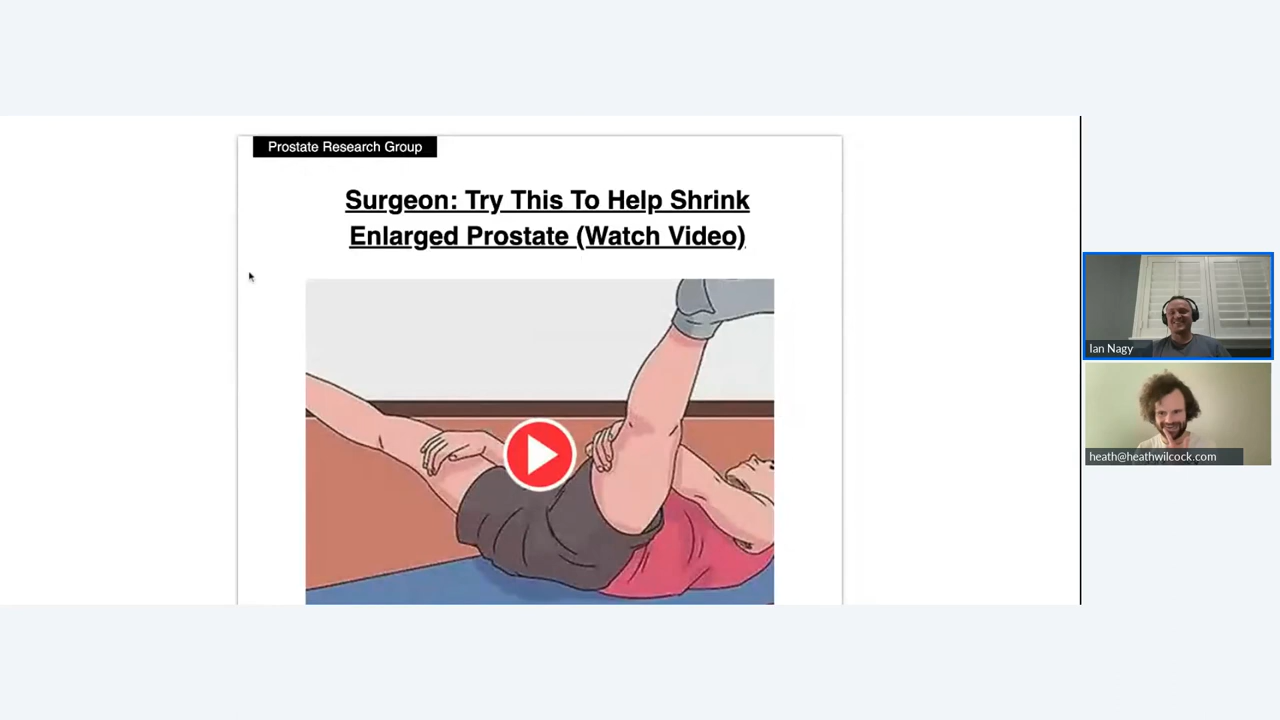 Prostate Research Group
Surgeon: Try This To Help Shrink
Enlarged Prostate (Watch Video)
Ian Nagy
heath@heathwilcock.com